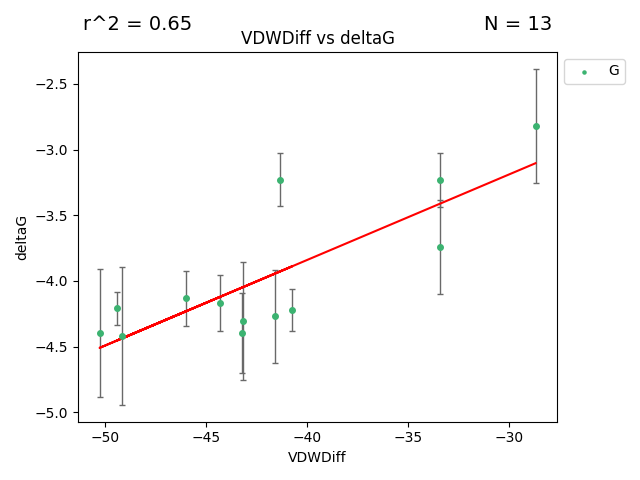 r^2 = 0.65
N = 13
VDWDiff vs deltaG
G
−2.5
−3.0
−3.5
−4.0
−4.5
−5.0
deltaG
−50
−45
−40
−35
−30
VDWDiff